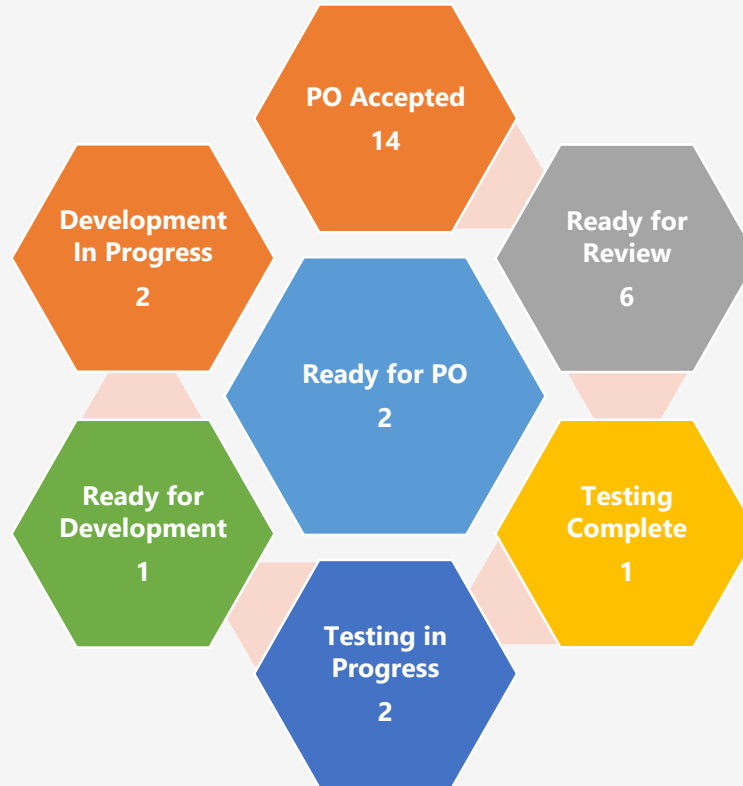 PO Accepted
14
Development
In Progress
2
Ready for
Review
6
Ready for PO
2
Ready for
Development
1
Testing
Complete
1
Testing in
Progress
2